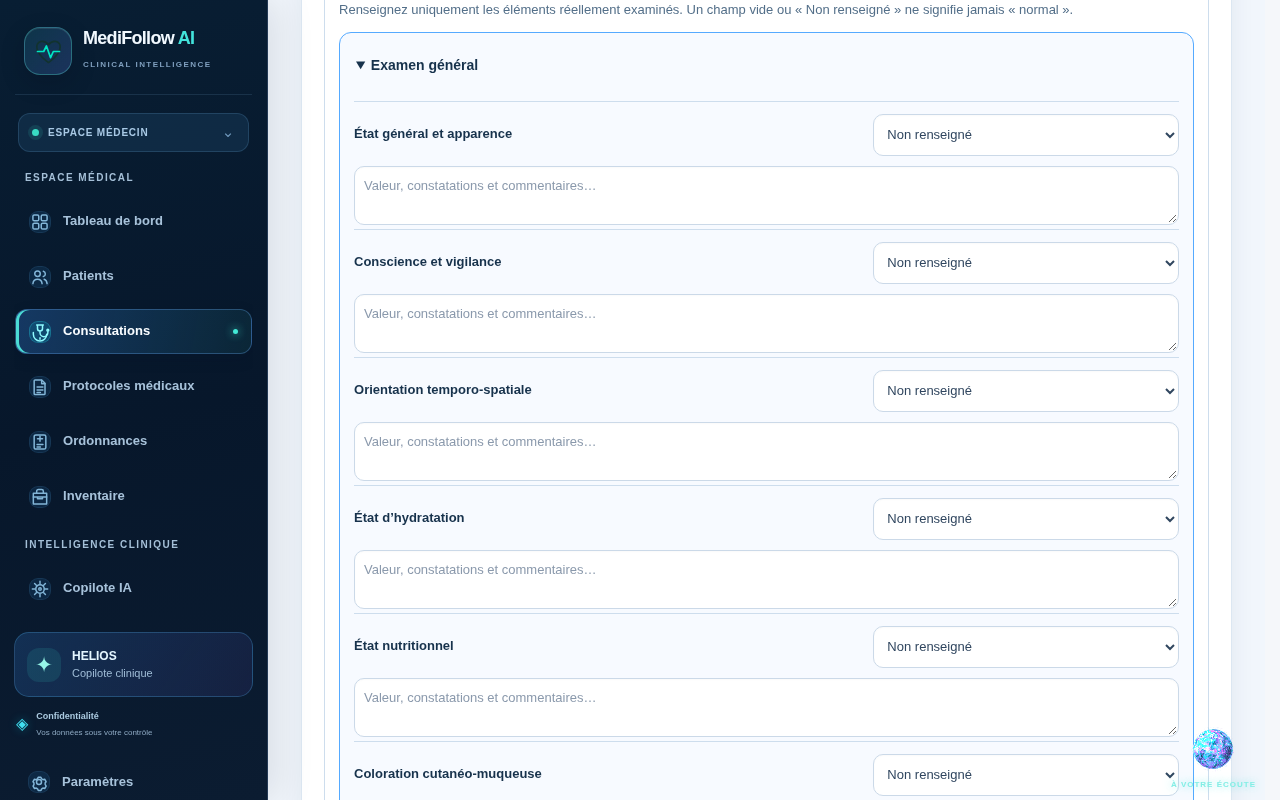 MediFollow AI
CLINICAL INTELLIGENCE
ESPACE MÉDECIN
ESPACE MÉDICAL
Tableau de bord
Patients
Consultations
Protocoles médicaux
Ordonnances
Inventaire
INTELLIGENCE CLINIQUE
Copilote IA
HELIOS
Copilote clinique
Confidentialité
Vos données sous votre contrôle
Paramètres
Renseignez uniquement les éléments réellement examinés. Un champ vide ou « Non renseigné » ne signifie jamais « normal ».
Examen général
État général et apparence
Non renseigné
Valeur, constatations et commentaires…
Conscience et vigilance
Non renseigné
Valeur, constatations et commentaires…
Orientation temporo-spatiale
Non renseigné
Valeur, constatations et commentaires…
État d’hydratation
Non renseigné
Valeur, constatations et commentaires…
État nutritionnel
Non renseigné
Valeur, constatations et commentaires…
Coloration cutanéo-muqueuse
Non renseigné
À VOTRE ÉCOUTE